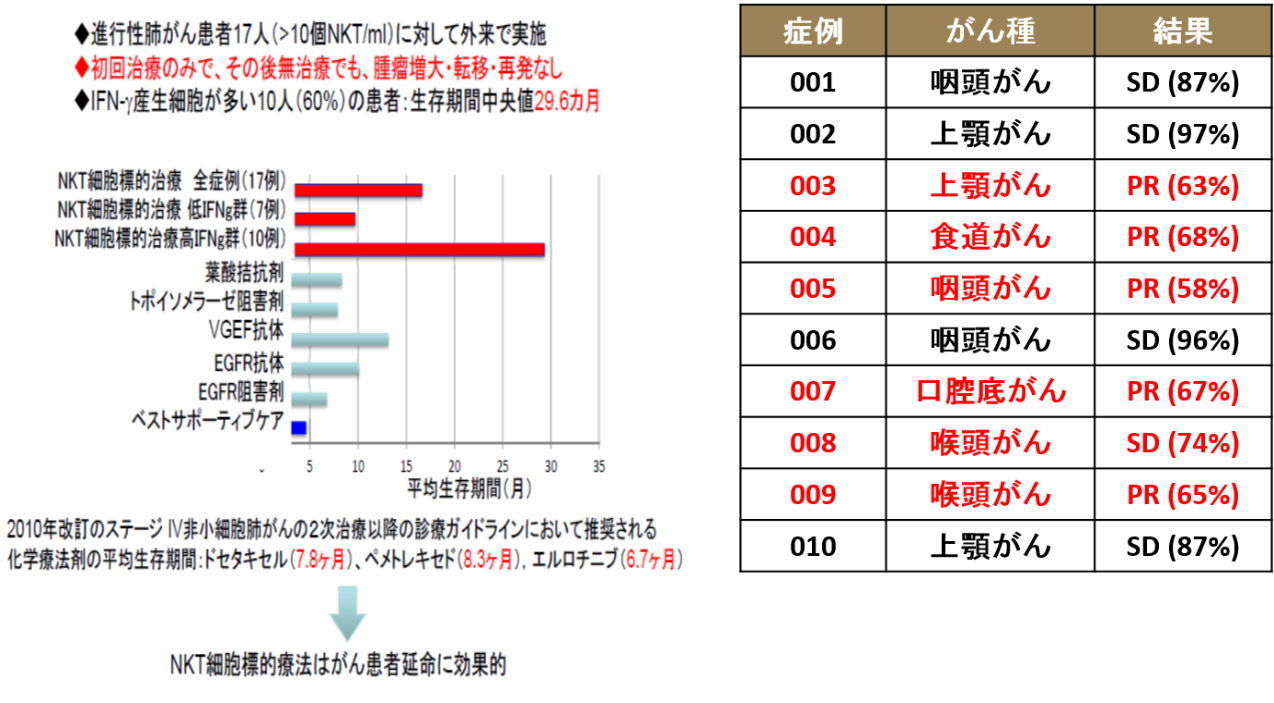 ◆進行性肺がん患者17人(>10個NKT/ml)に対して外来で実施
◆初回治療のみで、その後無治療でも、腫瘤増大・転移・再発なし
◆IFN-γ産生細胞が多い10人(60%)の患者:生存期間中央値29.6カ月
NKT細胞標的治療 全症例(17例)
NKT細胞標的治療 低IFNg群(7例)
NKT細胞標的治療高IFNg群(10例)
葉酸拮抗剤
トポイソメラーゼ阻害剤
VGEF抗体
EGFR抗体
EGFR阻害剤
ベストサポーティブケア
5 10 15 20 25 30 35
平均生存期間(月)
2010年改訂のステージ IV非小細胞肺がんの2次治療以降の診療ガイドラインにおいて推奨される
化学療法剤の平均生存期間:ドセタキセル(7.8ヶ月)、ペメトレキセド(8.3ヶ月), エルロチニブ(6.7ヶ月)
NKT細胞標的療法はがん患者延命に効果的
症例 がん種 結果
001 咽頭がん SD (87%)
002 上顎がん SD (97%)
003 上顎がん PR (63%)
004 食道がん PR (68%)
005 咽頭がん PR (58%)
006 咽頭がん SD (96%)
007 口腔底がん PR (67%)
008 喉頭がん SD (74%)
009 喉頭がん PR (65%)
010 上顎がん SD (87%)